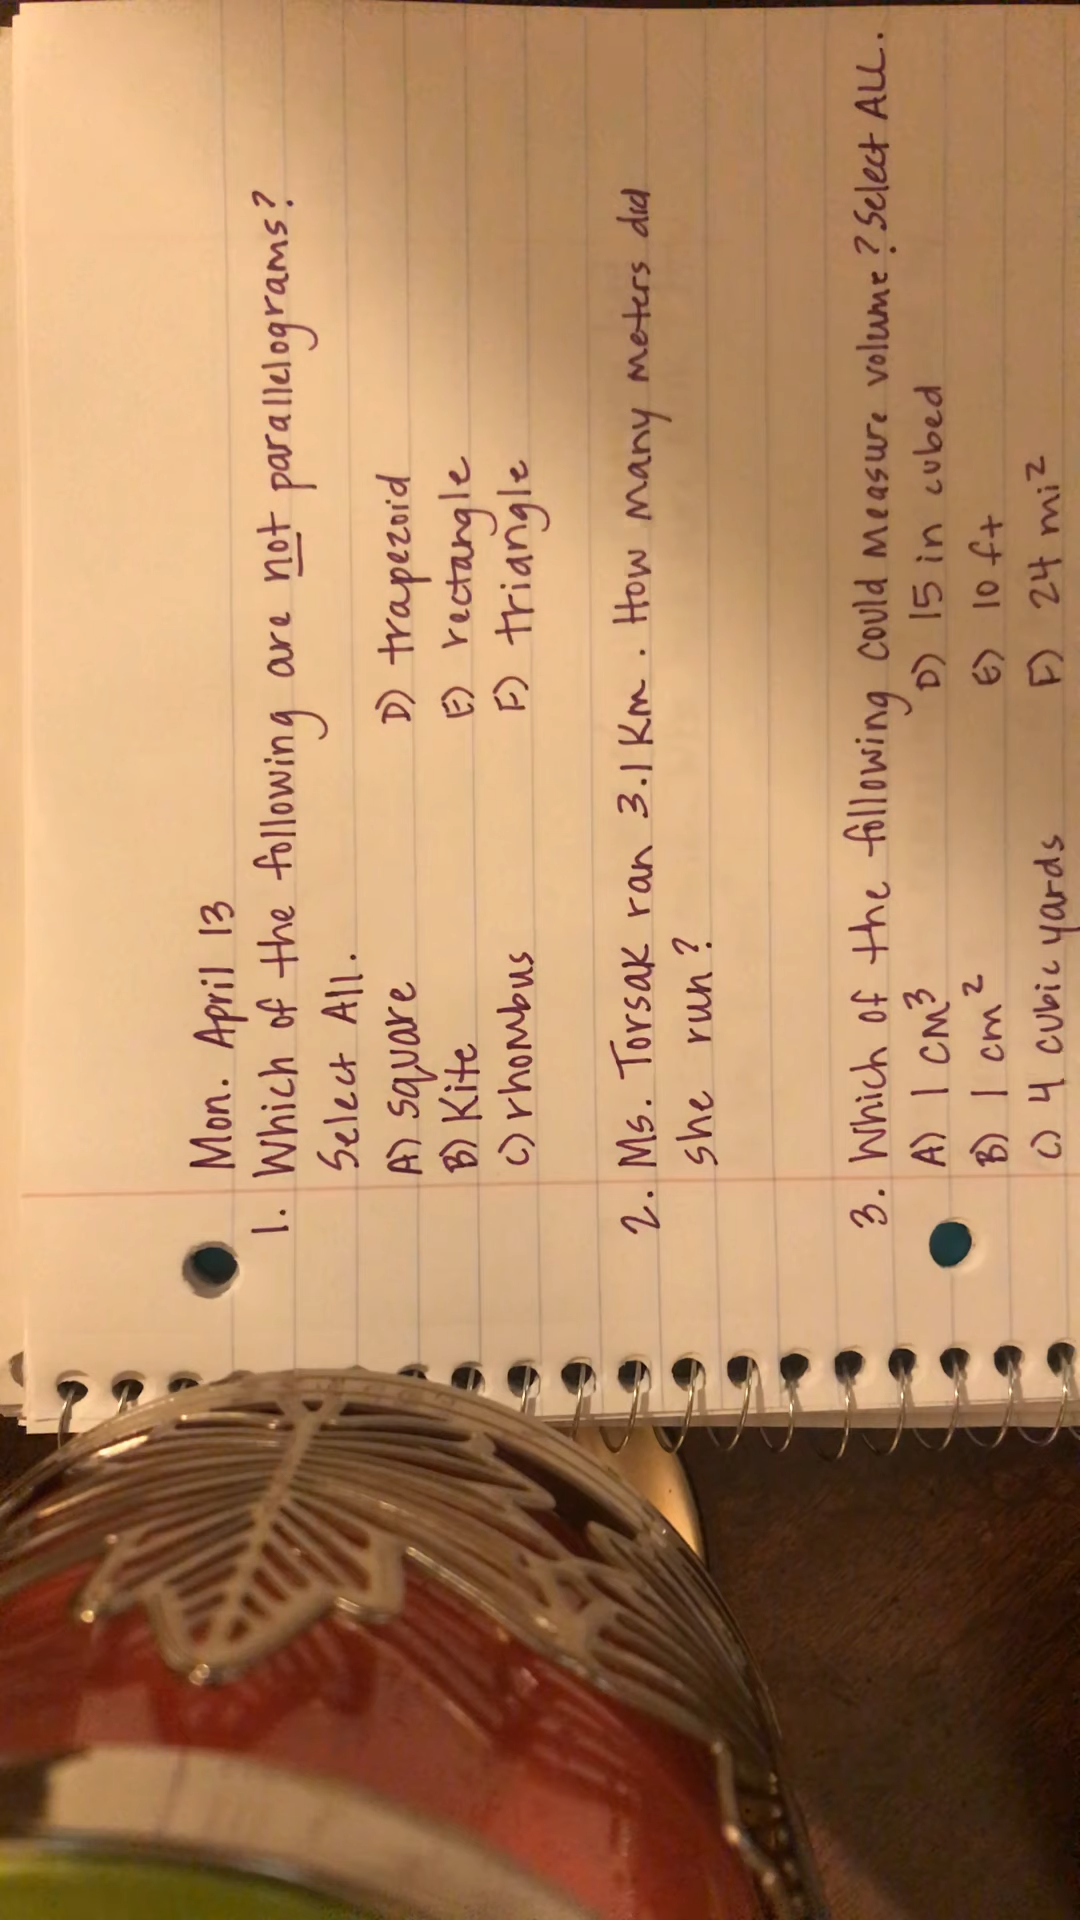 Mon. April 13
1. Which of the following are not parallelograms?
Select All.
A) square D) trapezoid
B) Kite E) rectangle
C) rhombus F) triangle
2. Ms. Torsak ran 3.1 Km. How many meters did
she run?
3. Which of the following could measure volume? Select ALL.
A) 1 cm³ D) 15 in cubed
B) 1 cm² E) 10 ft
C) 4 cubic yards F) 24 mi²